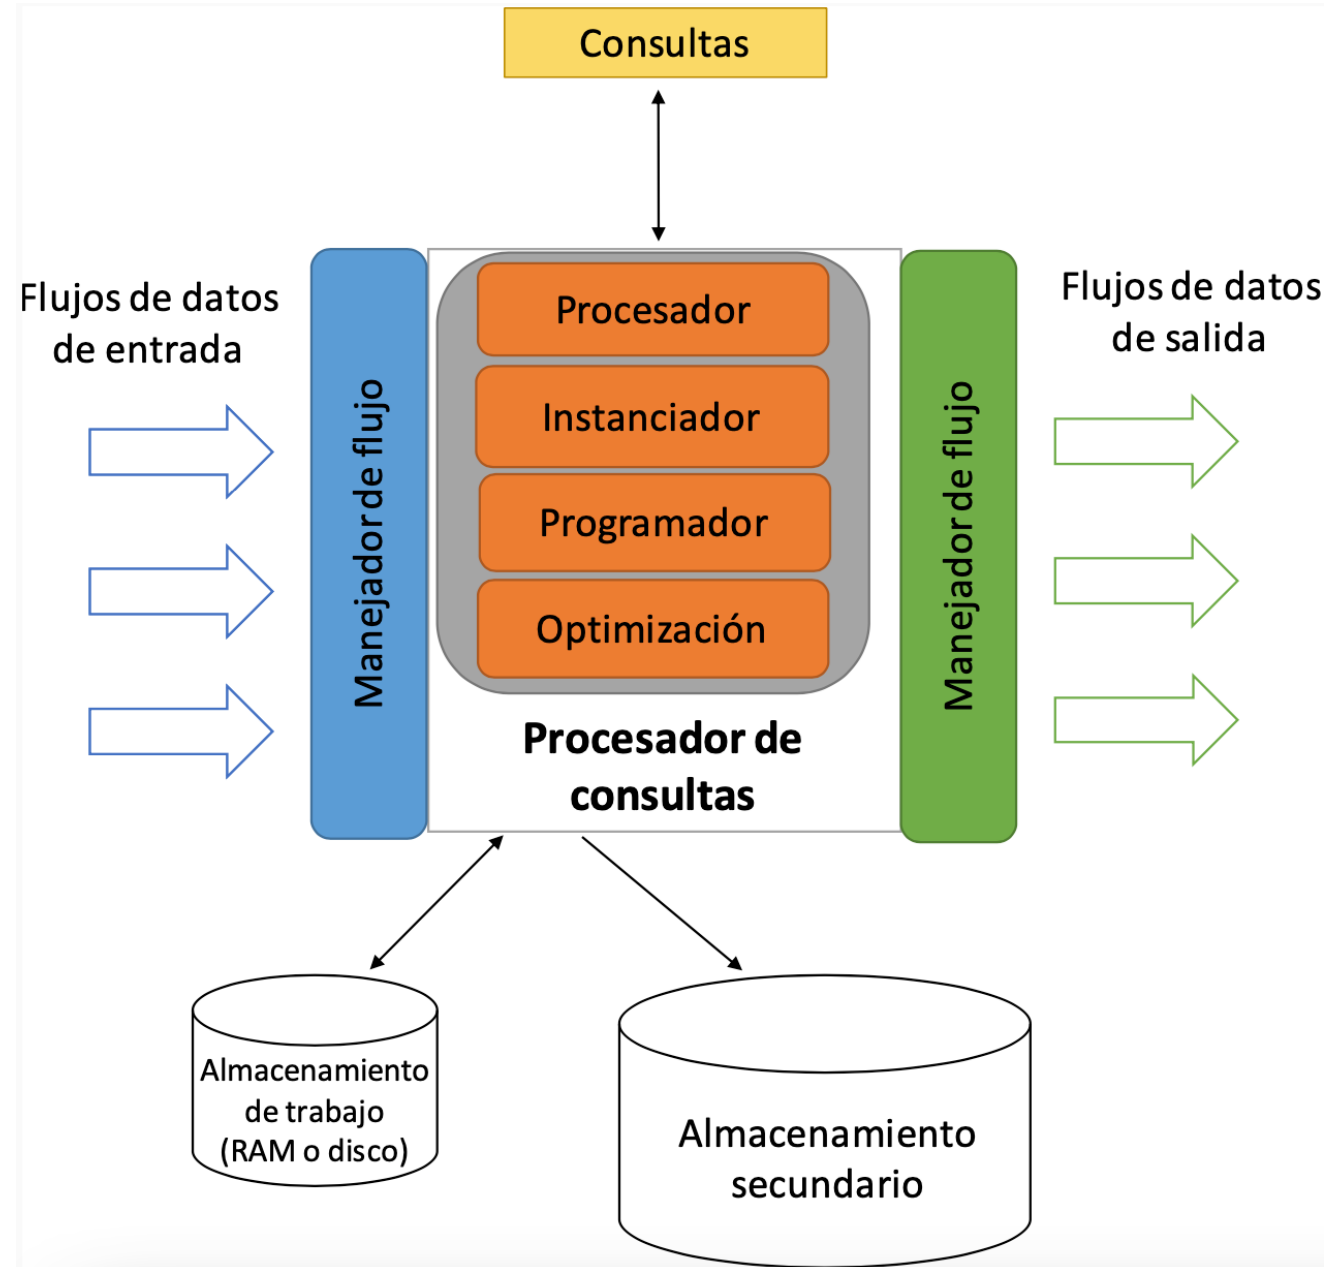 Consultas
Flujos de datos
de entrada
Manejador de flujo
Procesador
Instanciador
Programador
Optimización
Procesador de
consultas
Manejador de flujo
Flujos de datos
de salida
Almacenamiento
de trabajo
(RAM o disco)
Almacenamiento
secundario